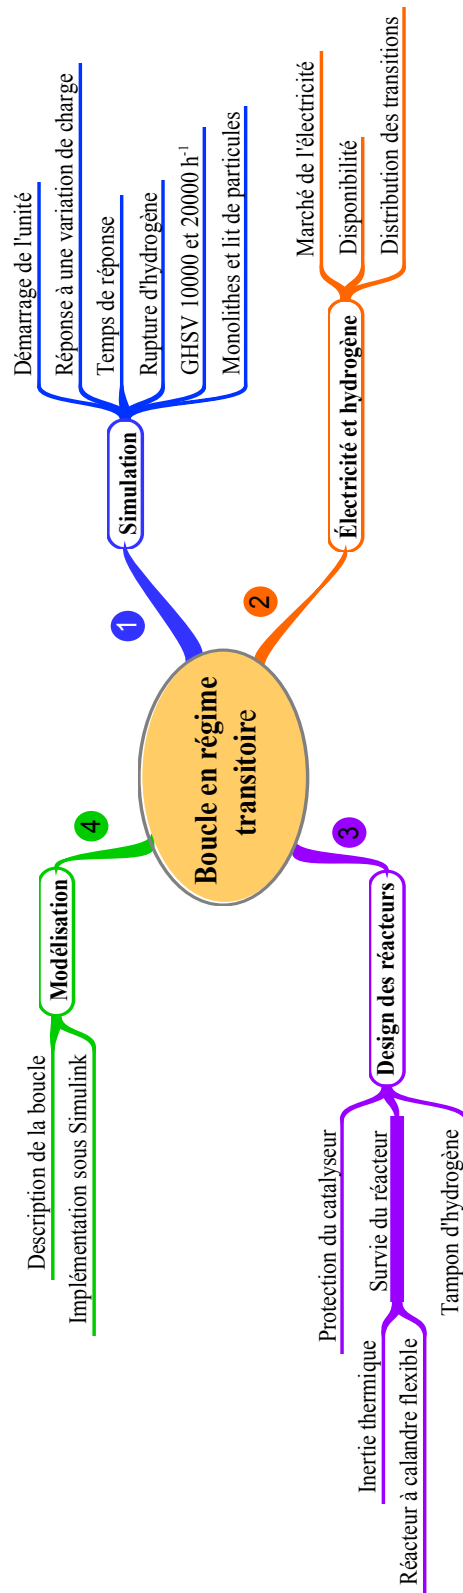 Boucle en régime
transitoire
1
Simulation
Démarrage de l'unité
Réponse à une variation de charge
Temps de réponse
Rupture d'hydrogène
GHSV 10000 et 20000 h⁻¹
Monolithes et lit de particules
2
Électricité et hydrogène
Marché de l'électricité
Disponibilité
Distribution des transitions
3
Design des réacteurs
Protection du catalyseur
Survie du réacteur
Inertie thermique
Réacteur à calandre flexible
Tampon d'hydrogène
4
Modélisation
Description de la boucle
Implémentation sous Simulink